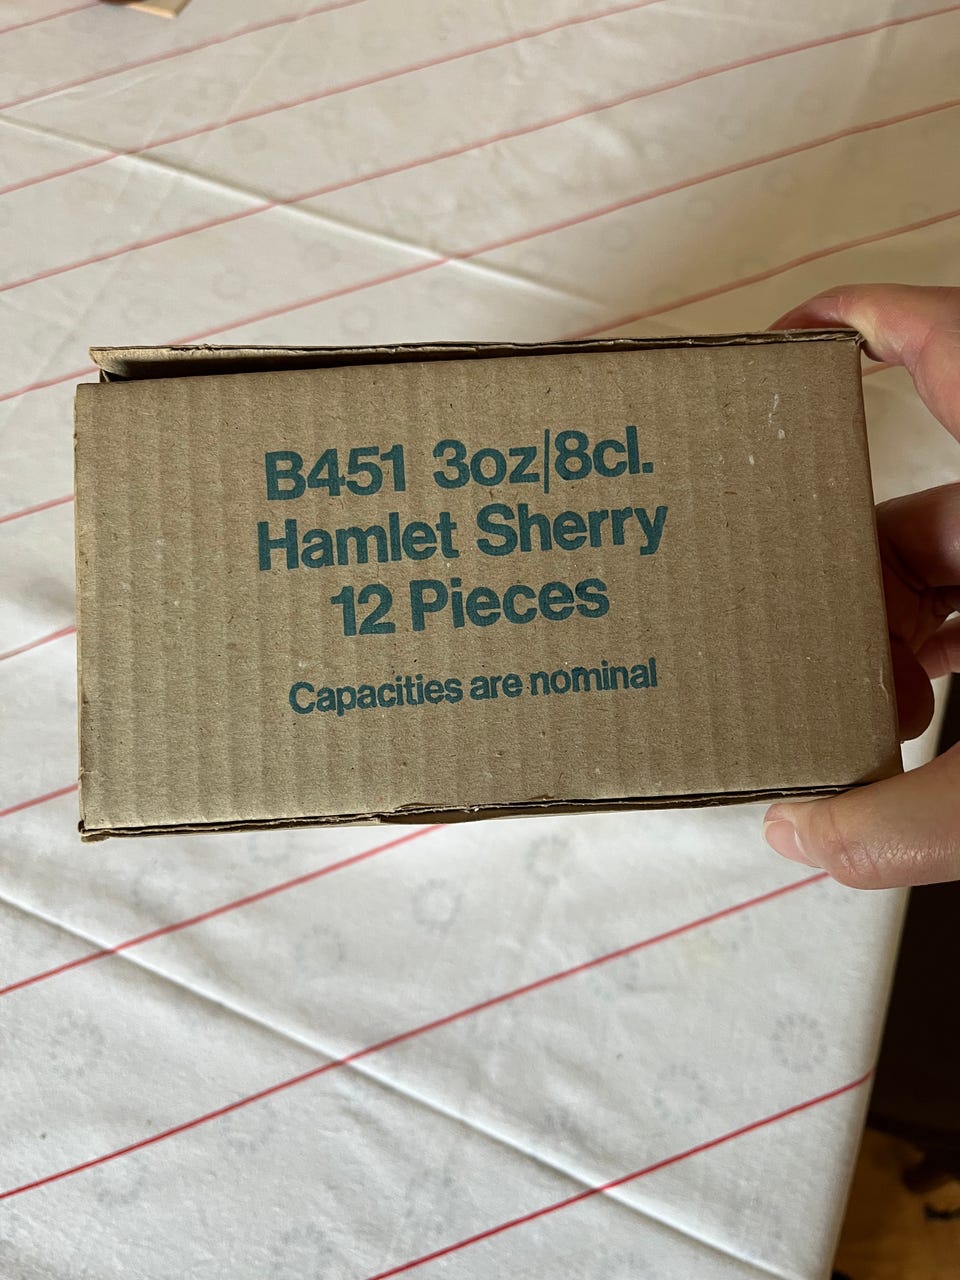 B451 3oz/8cl.
Hamlet Sherry
12 Pieces
Capacities are nominal